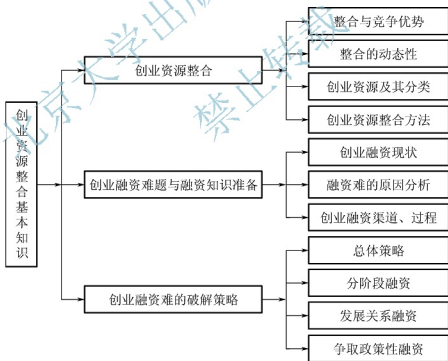 创业资源整合基本知识
创业资源整合
整合与竞争优势
整合的动态性
创业资源及其分类
创业资源整合方法
创业融资难题与融资知识准备
创业融资现状
融资难的原因分析
创业融资渠道、过程
创业融资难的破解策略
总体策略
分阶段融资
发展关系融资
争取政策性融资
北京大学出版
禁止转载